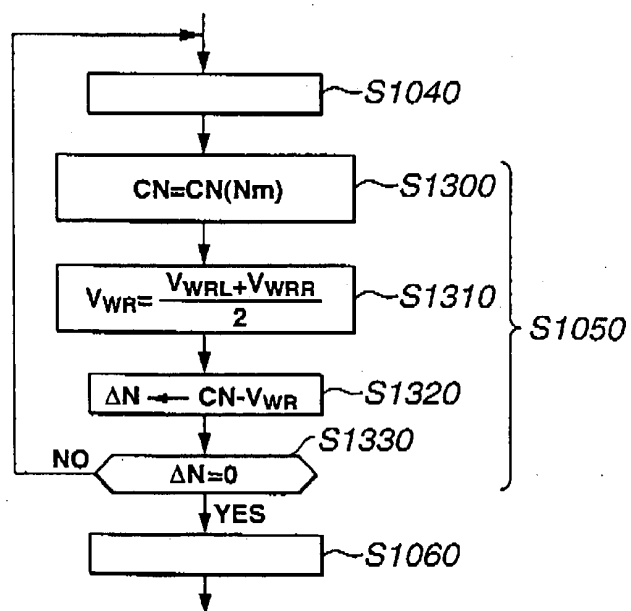 S1040
CN=CN(Nm)
S1300
VWR= VWRL+VWRR
2
S1310
S1050
ΔN ← CN-VWR
S1320
S1330
NO
ΔN=0
YES
S1060